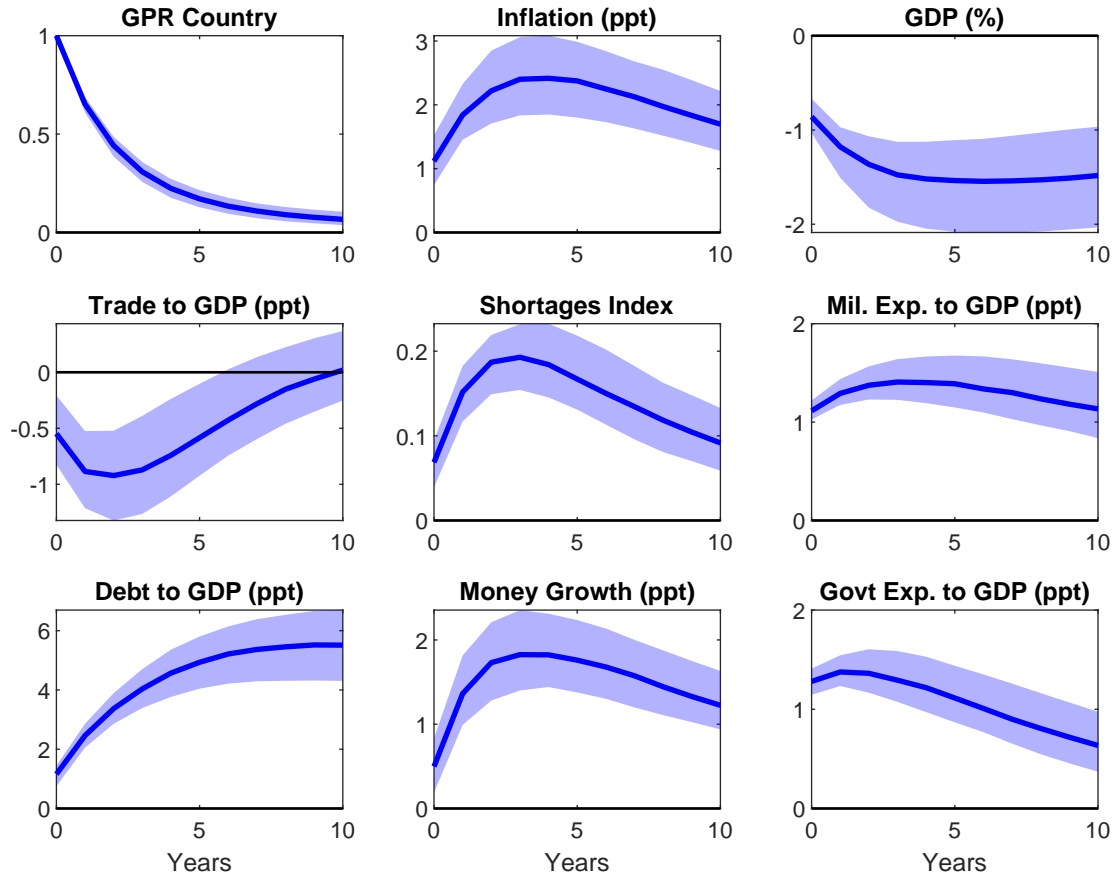 GPR Country
Inflation (ppt)
GDP (%)
1
0.5
0
0 5 10
3
2
1
0
0 5 10
0
-1
-2
0 5 10
Trade to GDP (ppt)
Shortages Index
Mil. Exp. to GDP (ppt)
0
-0.5
-1
0 5 10
0.2
0.1
0
0 5 10
2
1
0
0 5 10
Debt to GDP (ppt)
Money Growth (ppt)
Govt Exp. to GDP (ppt)
6
4
2
0
0 5 10
Years
2
1
0
0 5 10
Years
2
1
0
0 5 10
Years